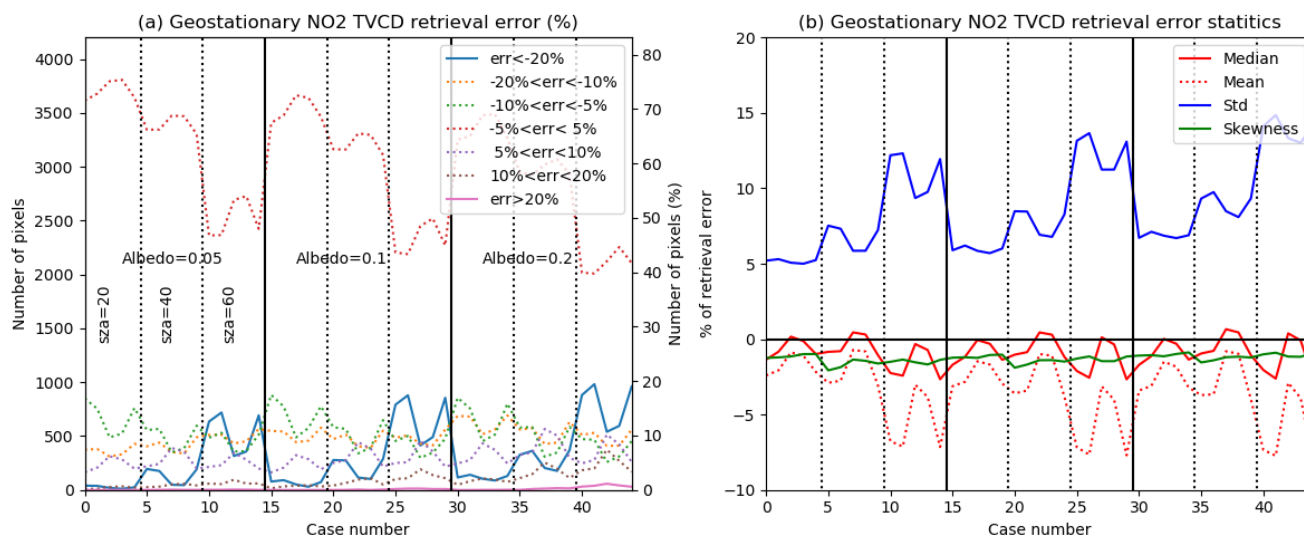 (a) Geostationary NO2 TVCD retrieval error (%)
4000
3500
3000
2500
2000
1500
1000
500
0
Number of pixels
0
5
10
15
20
25
30
35
40
Case number
80
70
60
50
40
30
20
10
0
Number of pixels (%)
err<-20%
-20%<err<-10%
-10%<err<-5%
-5%<err< 5%
5%<err<10%
10%<err<20%
err>20%
Albedo=0.05
Albedo=0.1
Albedo=0.2
sza=20
sza=40
sza=60
(b) Geostationary NO2 TVCD retrieval error statitics
20
15
10
5
0
−5
−10
% of retrieval error
0
5
10
15
20
25
30
35
40
Case number
Median
Mean
Std
Skewness